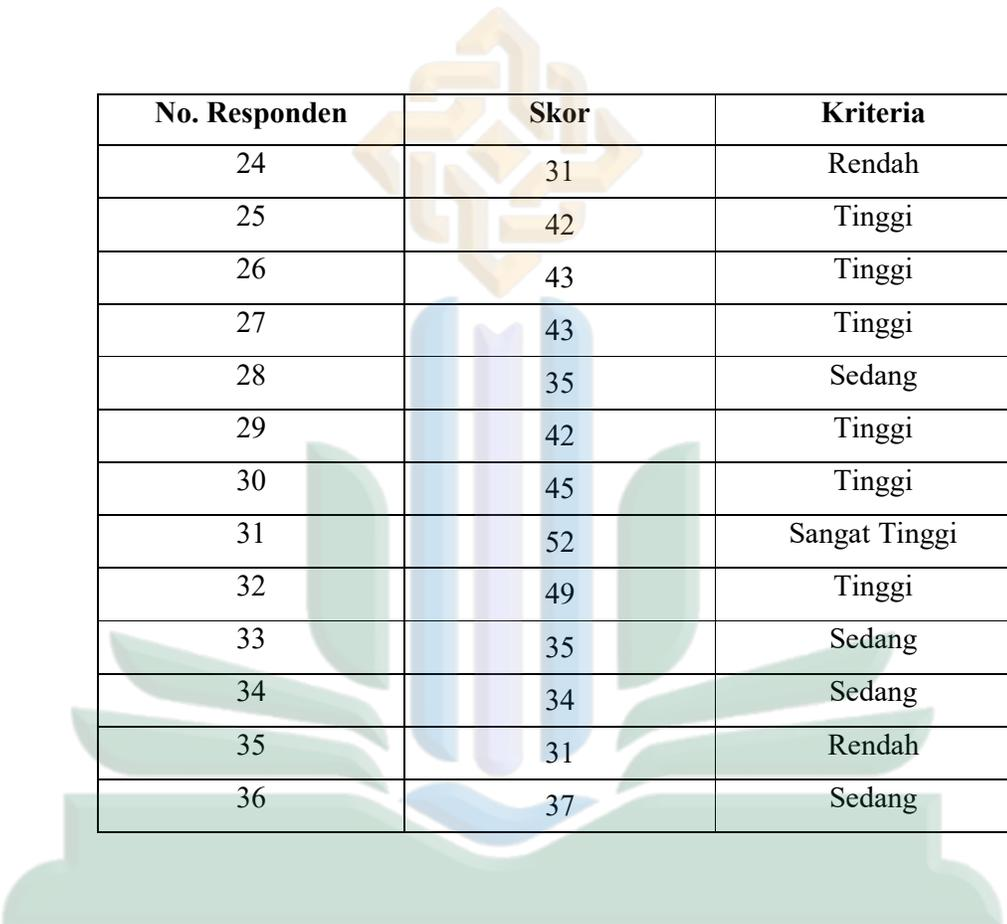 No. Responden Skor Kriteria
24 31 Rendah
25 42 Tinggi
26 43 Tinggi
27 43 Tinggi
28 35 Sedang
29 42 Tinggi
30 45 Tinggi
31 52 Sangat Tinggi
32 49 Tinggi
33 35 Sedang
34 34 Sedang
35 31 Rendah
36 37 Sedang